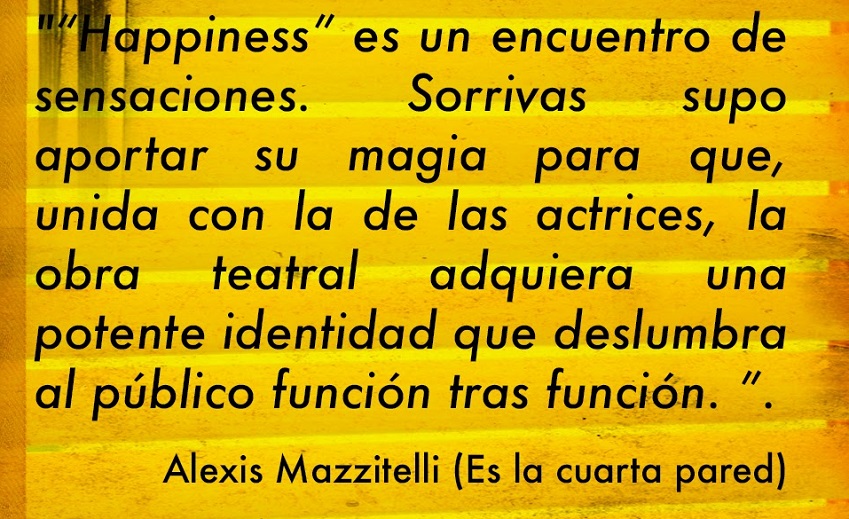 "“Happiness” es un encuentro de
sensaciones. Sorrivas supo
aportar su magia para que,
unida con la de las actrices, la
obra teatral adquiera una
potente identidad que deslumbra
al público función tras función. ”.
Alexis Mazzitelli (Es la cuarta pared)